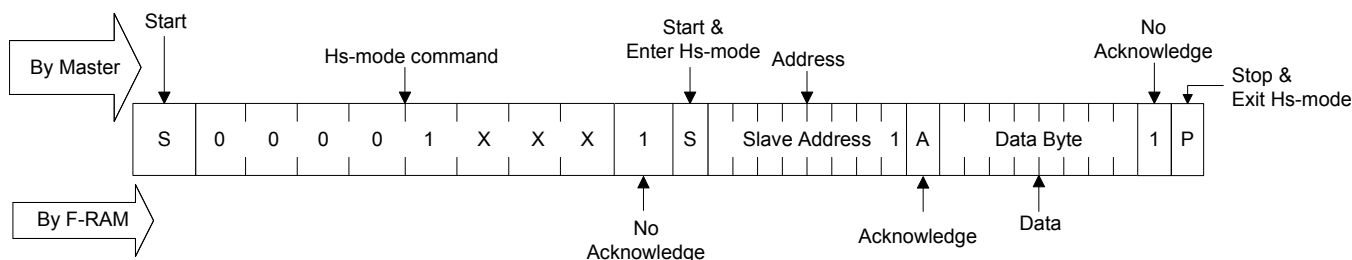 Start
Start &
Enter Hs-mode
No
Acknowledge
By Master
Hs-mode command
Address
Stop &
Exit Hs-mode
S 0 0 0 0 1 X X X 1 S Slave Address 1 A Data Byte 1 P
By F-RAM
No
Acknowledge
Acknowledge
Data